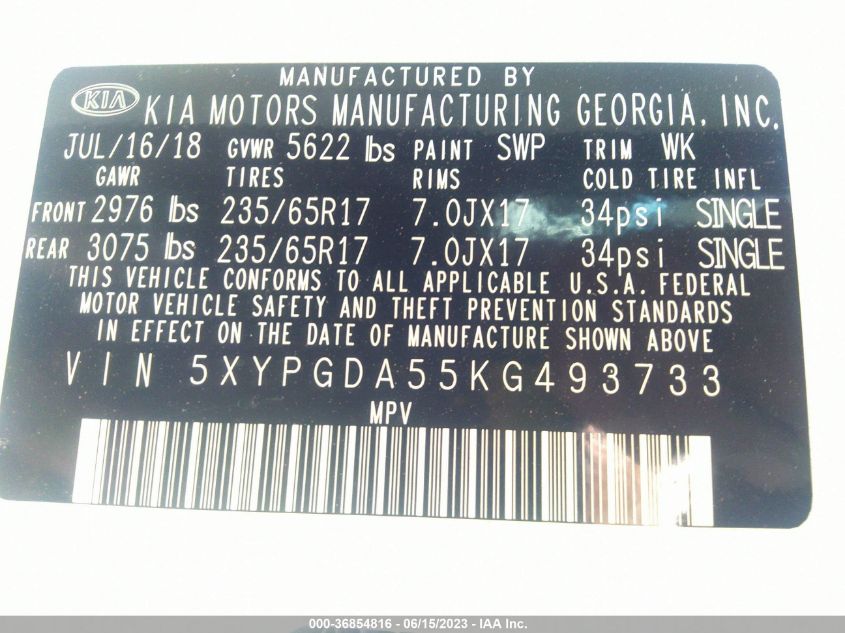 MANUFACTURED BY
KIA KIA MOTORS MANUFACTURING GEORGIA, INC.
JUL/16/18 GVWR 5622 lbs PAINT SWP TRIM WK
GAWR TIRES RIMS COLD TIRE INFL
FRONT 2976 lbs 235/65R17 7.0JX17 34psi SINGLE
REAR 3075 lbs 235/65R17 7.0JX17 34psi SINGLE
THIS VEHICLE CONFORMS TO ALL APPLICABLE U.S.A. FEDERAL
MOTOR VEHICLE SAFETY AND THEFT PREVENTION STANDARDS
IN EFFECT ON THE DATE OF MANUFACTURE SHOWN ABOVE
VIN 5XYPGDA55KG493733
MPV
000-36854816 - 06/15/2023 - IAA Inc.